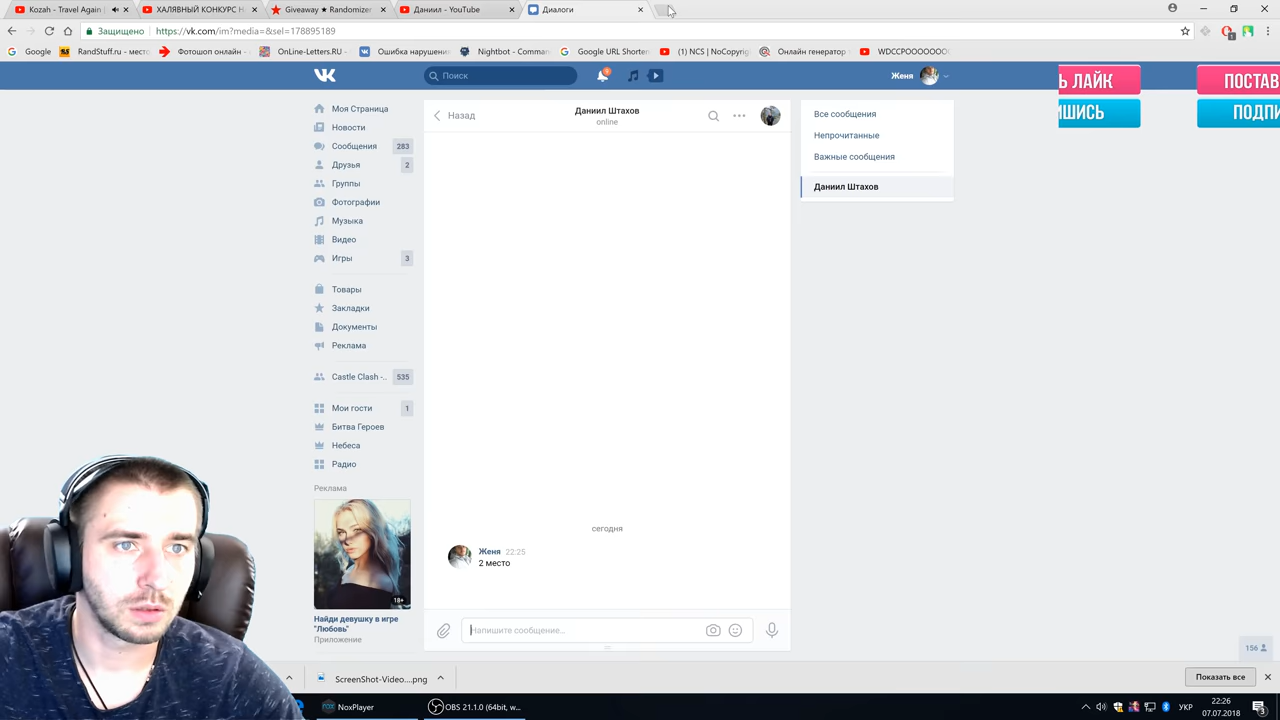 Kozah - Travel Again
ХАЛЯВНЫЙ КОНКУРС Н
Giveaway ★ Randomizer
Даниил - YouTube
Диалоги
Защищено
https://vk.com/im?media=&sel=178895189
Google
RandStuff.ru - место
Фотошоп онлайн -
OnLine-Letters.RU -
Ошибка нарушения
Nightbot - Comman
Google URL Shorten
(1) NCS | NoCopyrig
Онлайн генератор
WDCCPOOOOOOO
Поиск
Женя
Ь ЛАЙК
ПОСТАВ
ИШИСЬ
ПОДПИ
Моя Страница
Новости
Сообщения 283
Друзья 2
Группы
Фотографии
Музыка
Видео
Игры 3
Товары
Закладки
Документы
Реклама
Castle Clash -.. 535
Мои гости 1
Битва Героев
Небеса
Радио
Реклама
18+
Найди девушку в игре
"Любовь"
Приложение
Назад
Даниил Штахов
online
сегодня
Женя 22:25
2 место
Напишите сообщение...
Все сообщения
Непрочитанные
Важные сообщения
Даниил Штахов
156
ScreenShot-Video....png
Показать все
NoxPlayer
OBS 21.1.0 (64bit, w...
УКР
22:26
07.07.2018